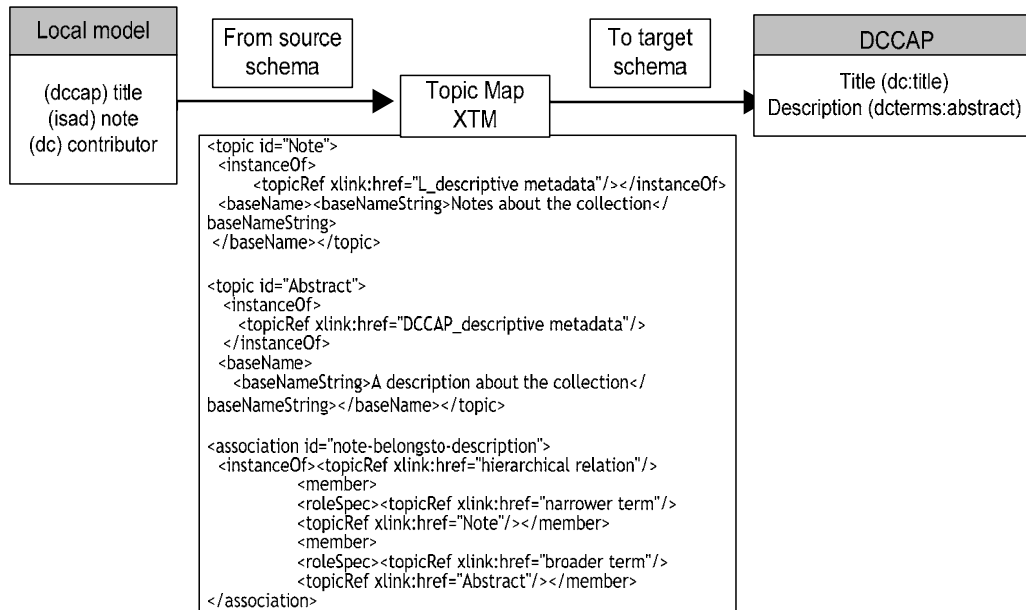 Local model
(dccap) title
(isad) note
(dc) contributor
From source
schema
Topic Map
XTM
To target
schema
DCCAP
Title (dc:title)
Description (dcterms:abstract)
<topic id="Note">
<instanceOf>
<topicRef xlink:href="L_descriptive metadata"/></instanceOf>
<baseName><baseNameString>Notes about the collection</
baseNameString>
</baseName></topic>
<topic id="Abstract">
<instanceOf>
<topicRef xlink:href="DCCAP_descriptive metadata"/>
</instanceOf>
<baseName>
<baseNameString>A description about the collection</
baseNameString></baseName></topic>
<association id="note-belongsto-description">
<instanceOf><topicRef xlink:href="hierarchical relation"/>
<member>
<roleSpec><topicRef xlink:href="narrower term"/>
<topicRef xlink:href="Note"/></member>
<member>
<roleSpec><topicRef xlink:href="broader term"/>
<topicRef xlink:href="Abstract"/></member>
</association>